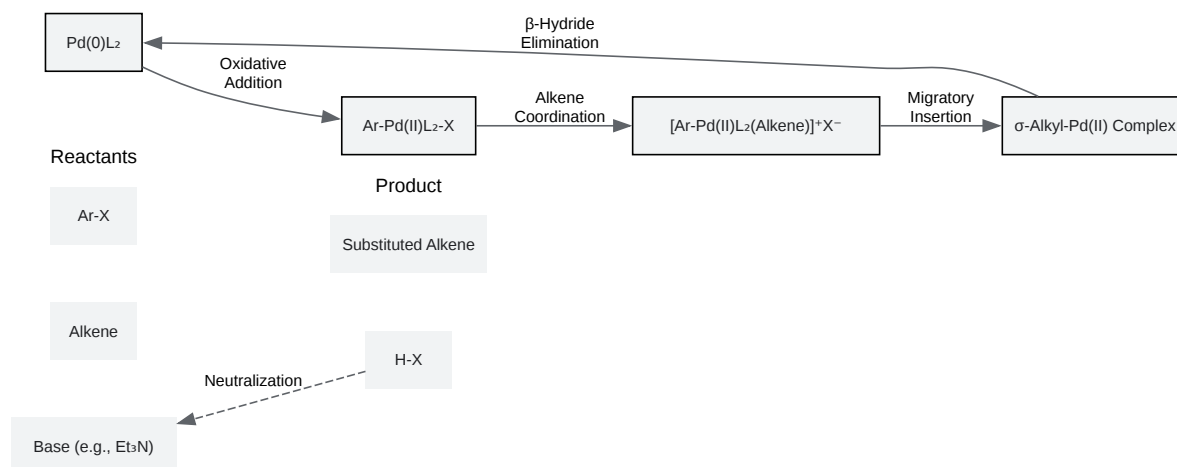 β-Hydride
Elimination
Pd(0)L₂
Oxidative
Addition
Ar-Pd(II)L₂-X
Alkene
Coordination
[Ar-Pd(II)L₂(Alkene)]⁺X⁻
Migratory
Insertion
σ-Alkyl-Pd(II) Complex
Reactants
Ar-X
Alkene
Base (e.g., Et₃N)
Product
Substituted Alkene
H-X
Neutralization